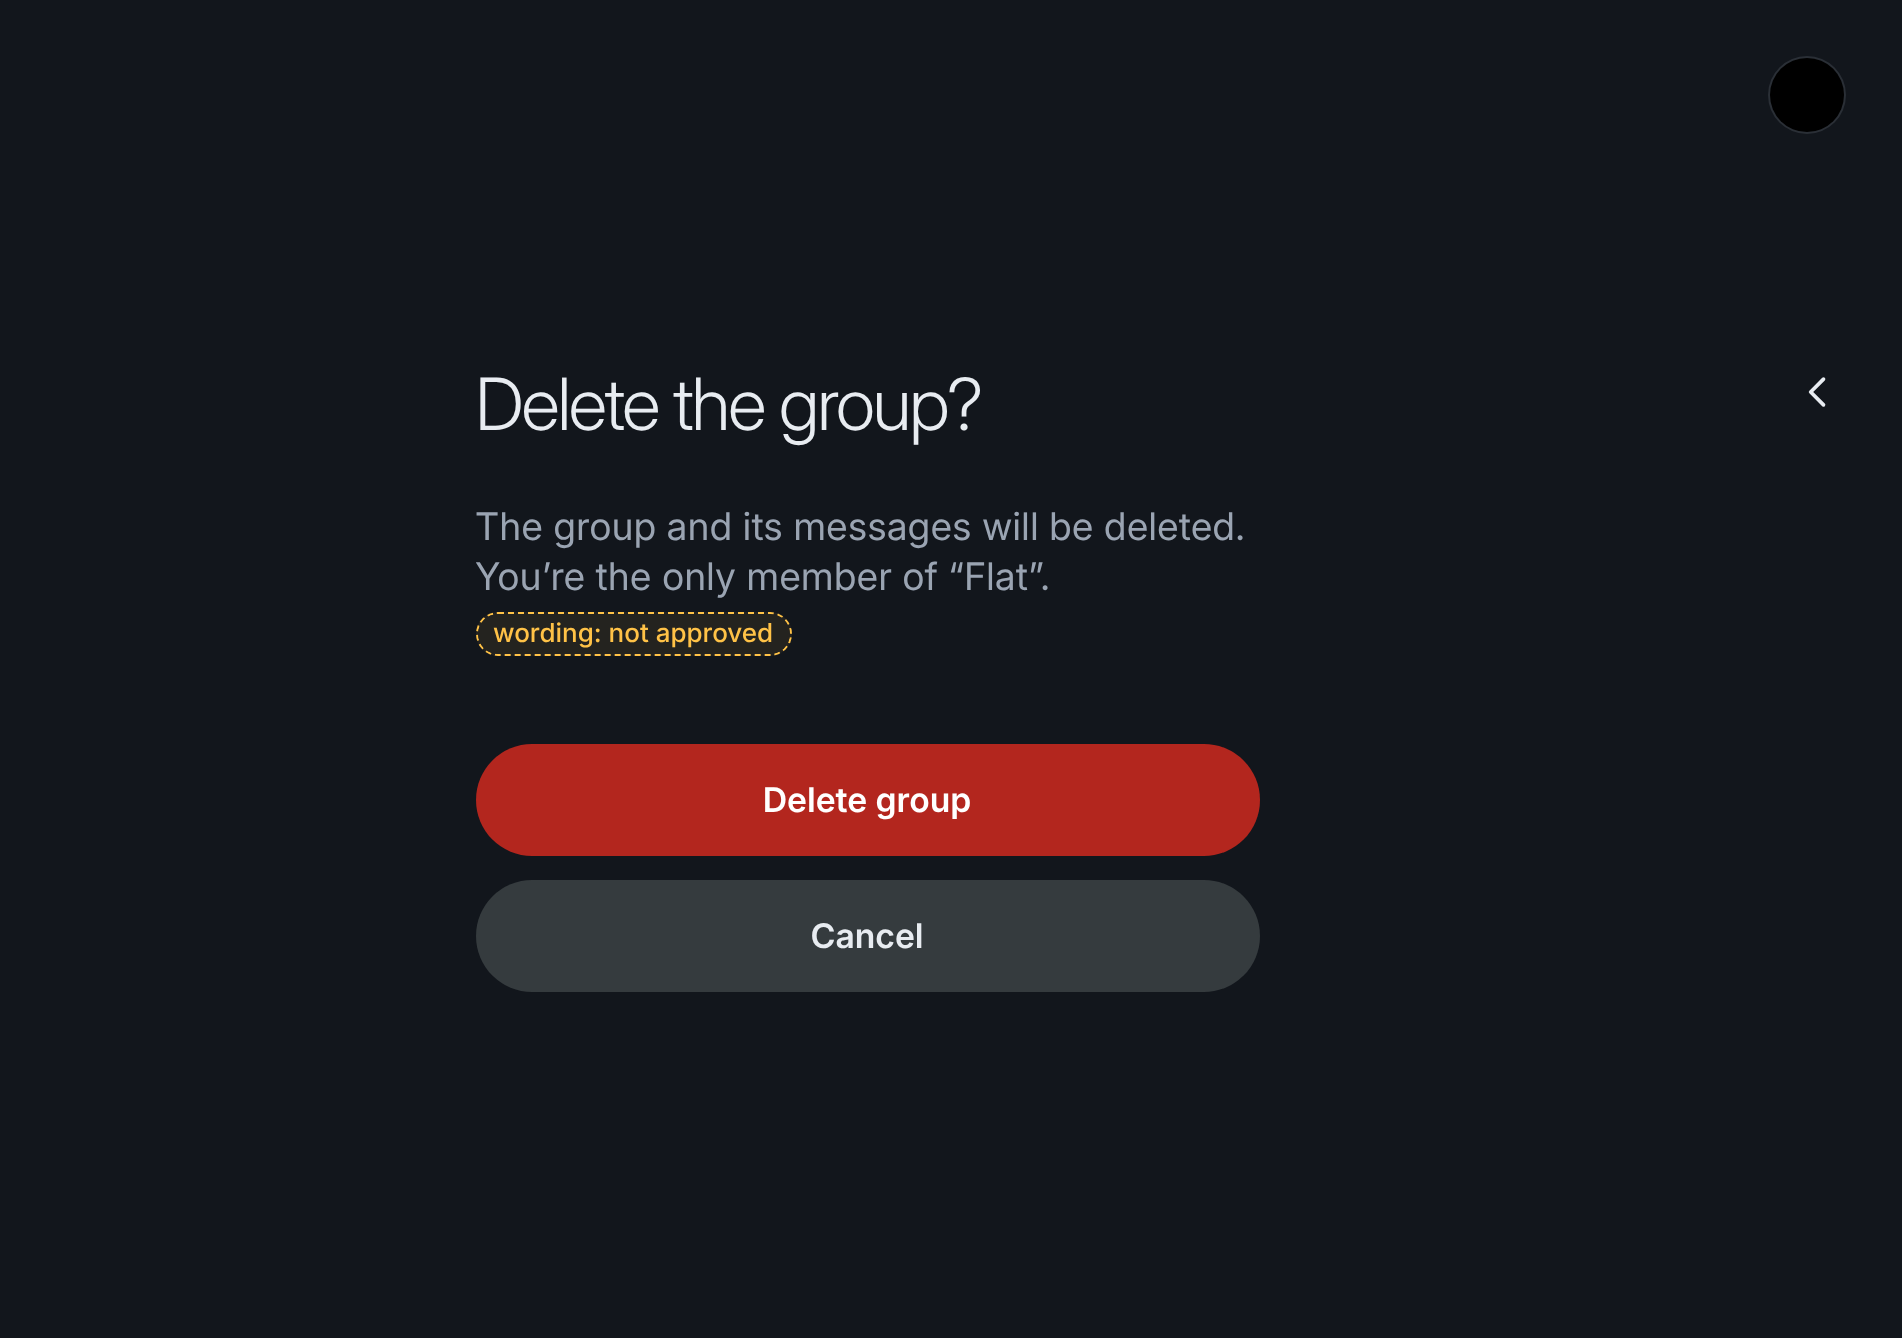 Delete the group?
The group and its messages will be deleted.
You’re the only member of “Flat”.
wording: not approved
Delete group
Cancel